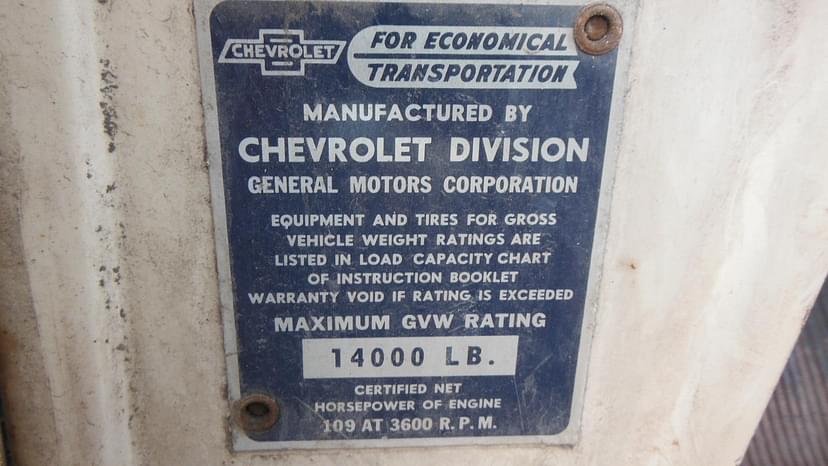 CHEVROLET
FOR ECONOMICAL
TRANSPORTATION
MANUFACTURED BY
CHEVROLET DIVISION
GENERAL MOTORS CORPORATION
EQUIPMENT AND TIRES FOR GROSS
VEHICLE WEIGHT RATINGS ARE
LISTED IN LOAD CAPACITY CHART
OF INSTRUCTION BOOKLET
WARRANTY VOID IF RATING IS EXCEEDED
MAXIMUM GVW RATING
14000 LB.
CERTIFIED NET
HORSEPOWER OF ENGINE
109 AT 3600 R.P.M.